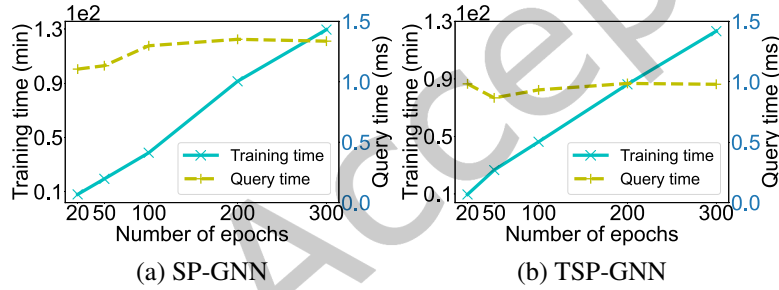 1e2
Training time (min)
1.3
0.9
0.5
0.1
Query time (ms)
1.5
1.0
0.5
0.0
Training time
Query time
20 50 100 200 300
Number of epochs
(a) SP-GNN
1e2
Training time (min)
1.3
0.9
0.5
0.1
Query time (ms)
1.5
1.0
0.5
0.0
Training time
Query time
20 50 100 200 300
Number of epochs
(b) TSP-GNN
Accep